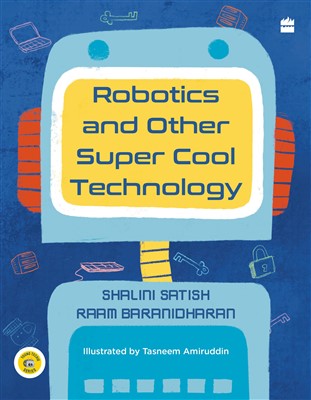 Robotics
and Other
Super Cool
Technology
SHALINI SATISH
RAAM BARANIDHARAN
Illustrated by Tasneem Amiruddin